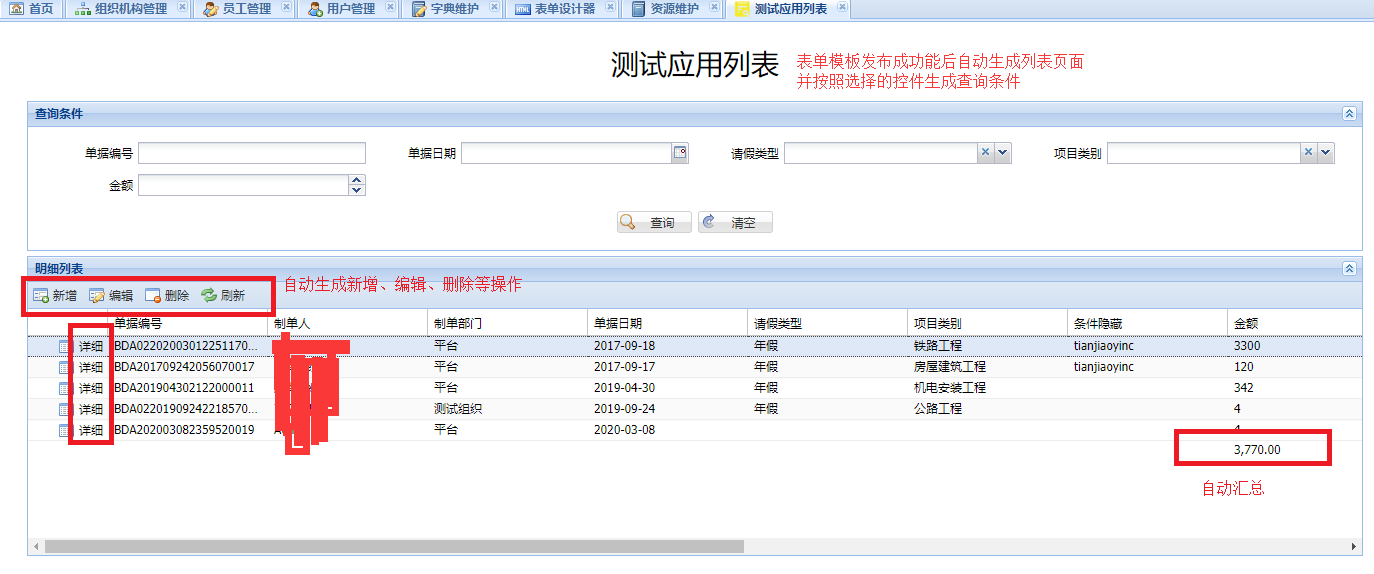 首页 组织机构管理 员工管理 用户管理 字典维护 表单设计器 资源维护 测试应用列表
测试应用列表
表单模板发布成功能后自动生成列表页面
并按照选择的控件生成查询条件
查询条件
单据编号 单据日期 请假类型 项目类别
金额
查询 清空
明细列表
自动生成新增、编辑、删除等操作
新增 编辑 删除 刷新
单据编号 制单人 制单部门 单据日期 请假类型 项目类别 条件隐藏 金额
详细 BDA02202003012251170... 平台 2017-09-18 年假 铁路工程 tianjiaoyinc 3300
详细 BDA201709242056070017 平台 2017-09-17 年假 房屋建筑工程 tianjiaoyinc 120
详细 BDA201904302122000011 平台 2019-04-30 年假 机电安装工程 342
详细 BDA02201909242218570... 测试组织 2019-09-24 年假 公路工程 4
详细 BDA202003082359520019 平台 2020-03-08
3,770.00
自动汇总